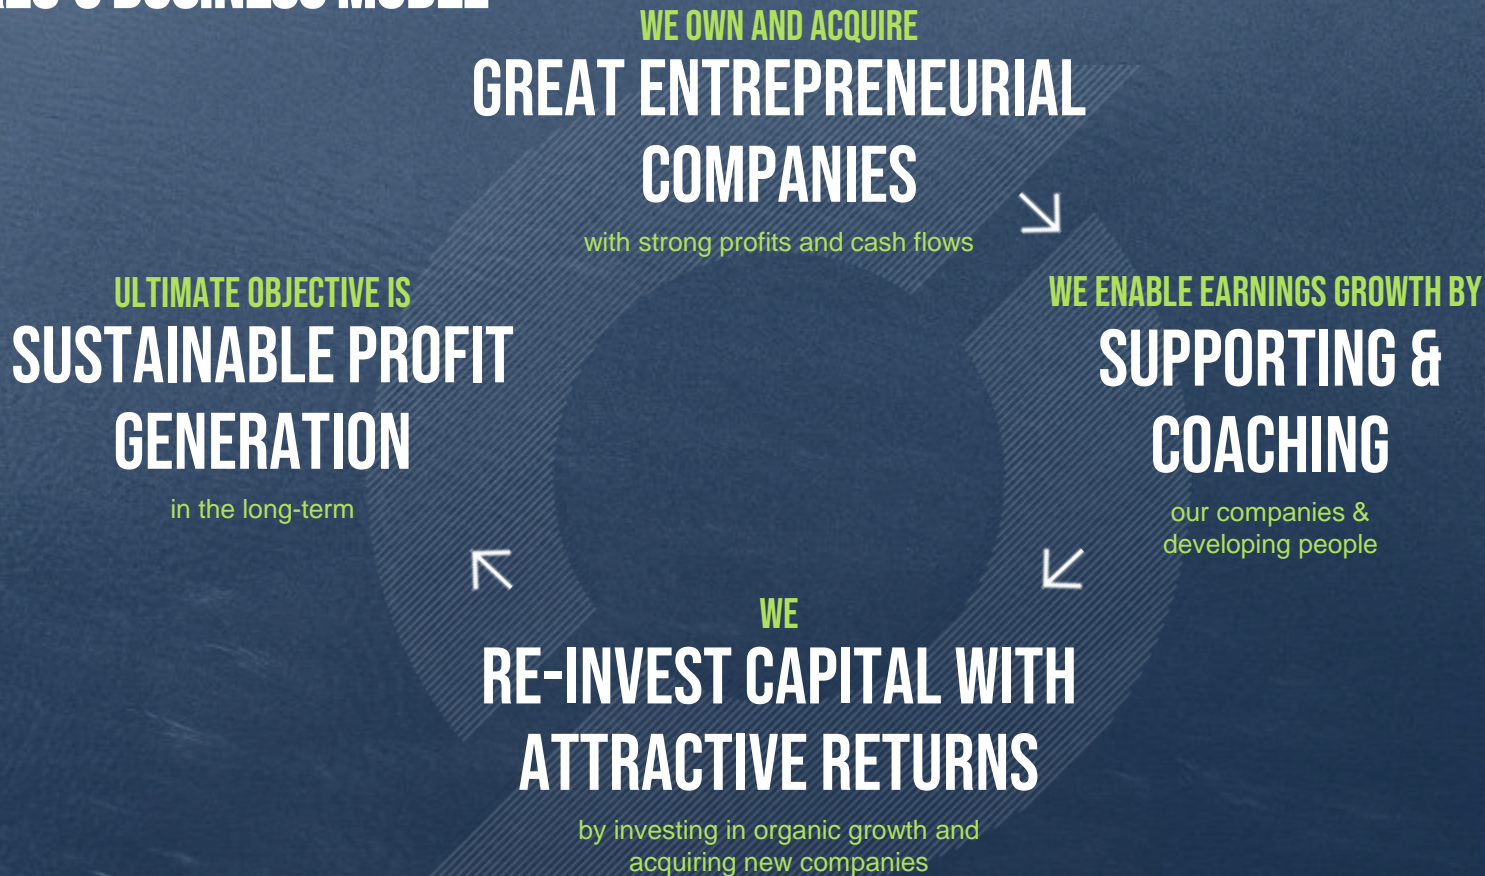 BUSINESS MODEL
WE OWN AND ACQUIRE
GREAT ENTREPRENEURIAL
COMPANIES
with strong profits and cash flows
WE ENABLE EARNINGS GROWTH BY
SUPPORTING &
COACHING
our companies &
developing people
WE
RE-INVEST CAPITAL WITH
ATTRACTIVE RETURNS
by investing in organic growth and
acquiring new companies
ULTIMATE OBJECTIVE IS
SUSTAINABLE PROFIT
GENERATION
in the long-term